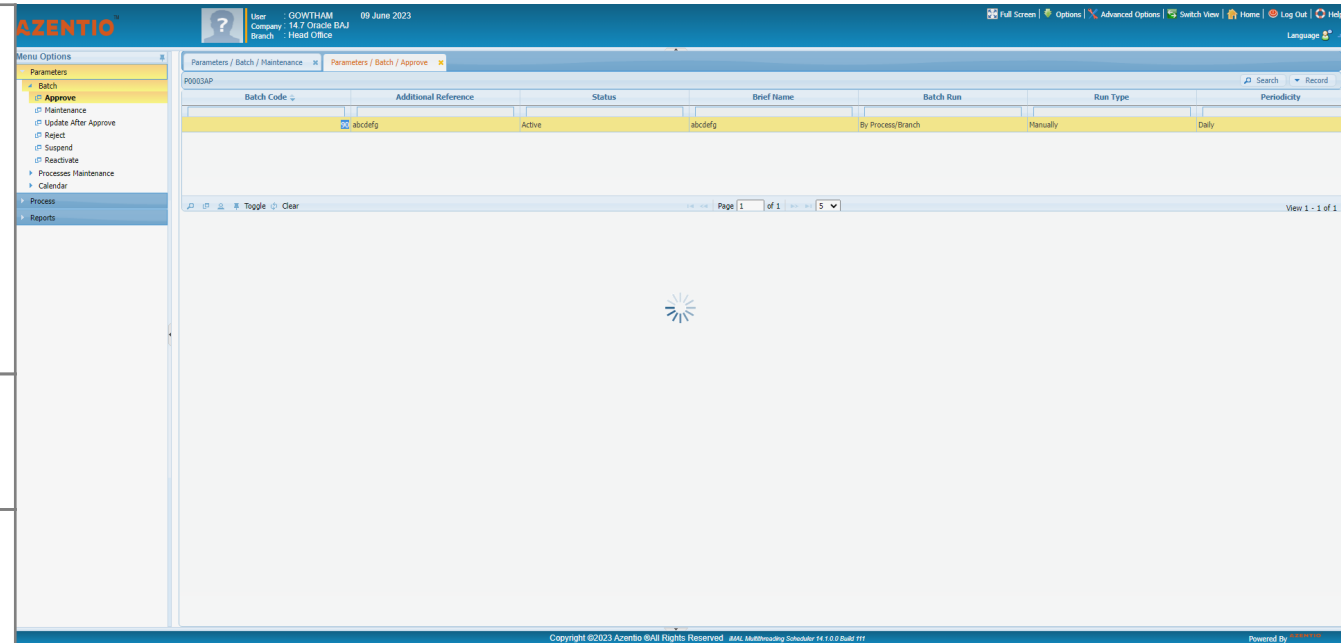 AZENTIO™
User : GOWTHAM 09 June 2023
Company : 14.7 Oracle BAJ
Branch : Head Office
Full Screen | Options | Advanced Options | Switch View | Home | Log Out | Help
Language
Menu Options
Parameters
Batch
Approve
Maintenance
Update After Approve
Reject
Suspend
Reactivate
Processes Maintenance
Calendar
Process
Reports
Parameters / Batch / Maintenance
Parameters / Batch / Approve
P0003AP
Search Record
Batch Code Additional Reference Status Brief Name Batch Run Run Type Periodicity
90 abcdefg Active abcdefg By Process/Branch Manually Daily
Toggle Clear Page 1 of 1 5 View 1 - 1 of 1
Copyright ©2023 Azentio ®All Rights Reserved iMAL Multithreading Scheduler 14.1.0.0 Build 111 Powered By AZENTIO